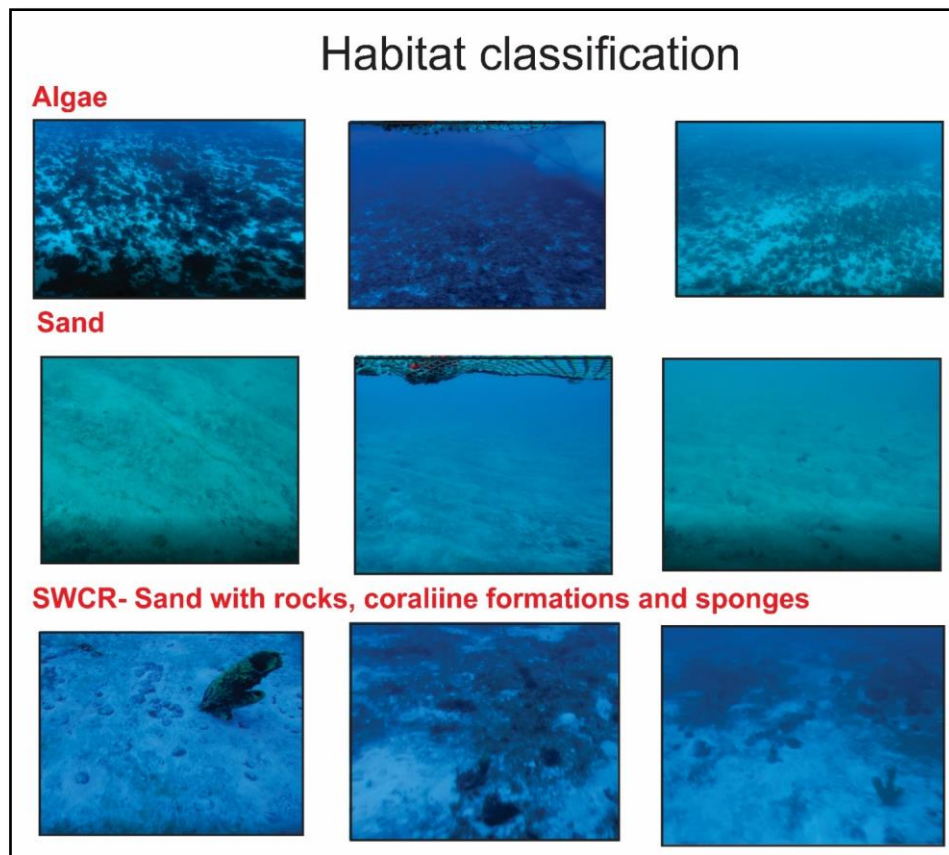 Habitat classification
Algae
Sand
SWCR- Sand with rocks, coraliine formations and sponges